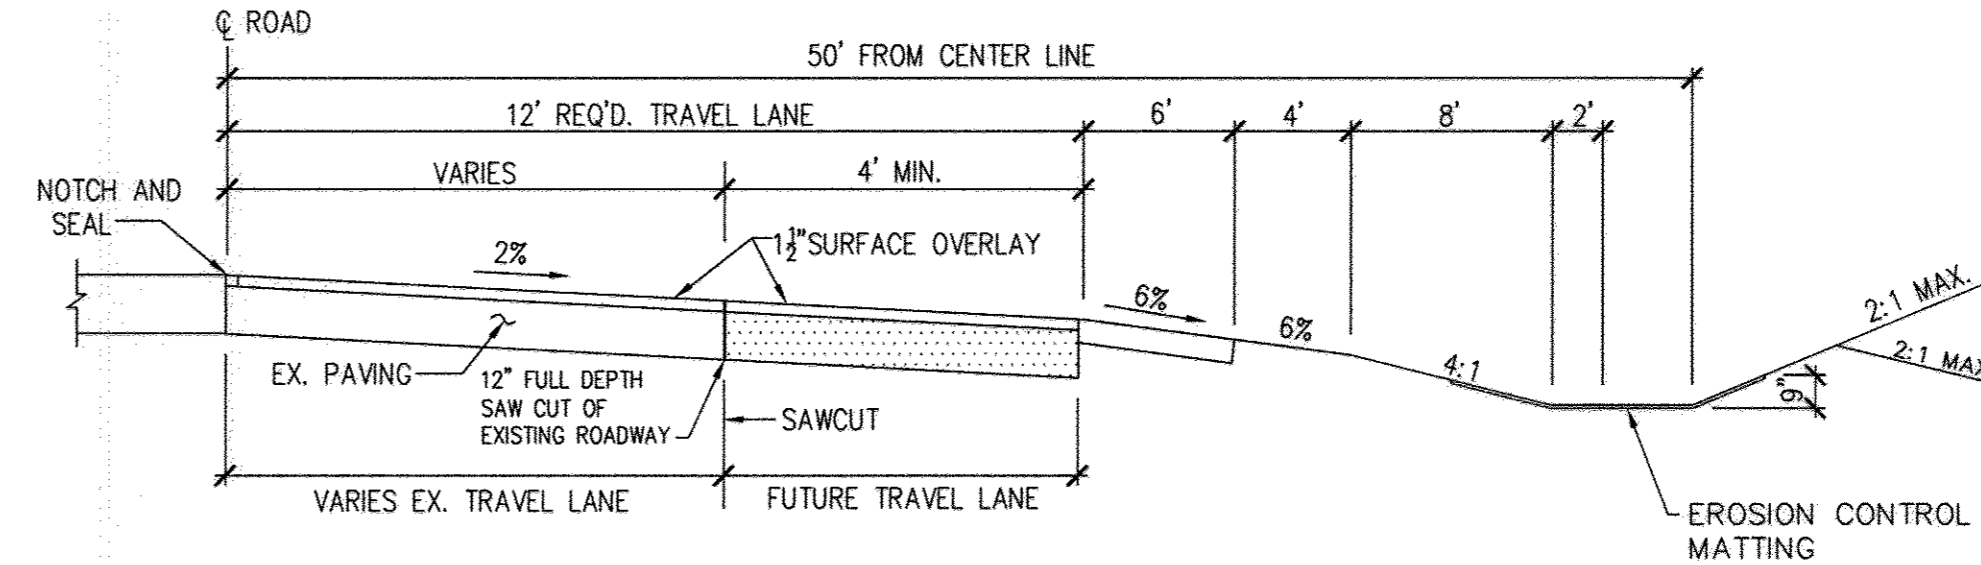 ℄ ROAD
50' FROM CENTER LINE
12' REQ'D. TRAVEL LANE
6'
4'
8'
2'
VARIES
4' MIN.
NOTCH AND
SEAL
2%
1½" SURFACE OVERLAY
6%
6%
4:1
2:1 MAX.
2:1 MAX
9"
EX. PAVING
12" FULL DEPTH
SAW CUT OF
EXISTING ROADWAY
SAWCUT
VARIES EX. TRAVEL LANE
FUTURE TRAVEL LANE
EROSION CONTROL
MATTING